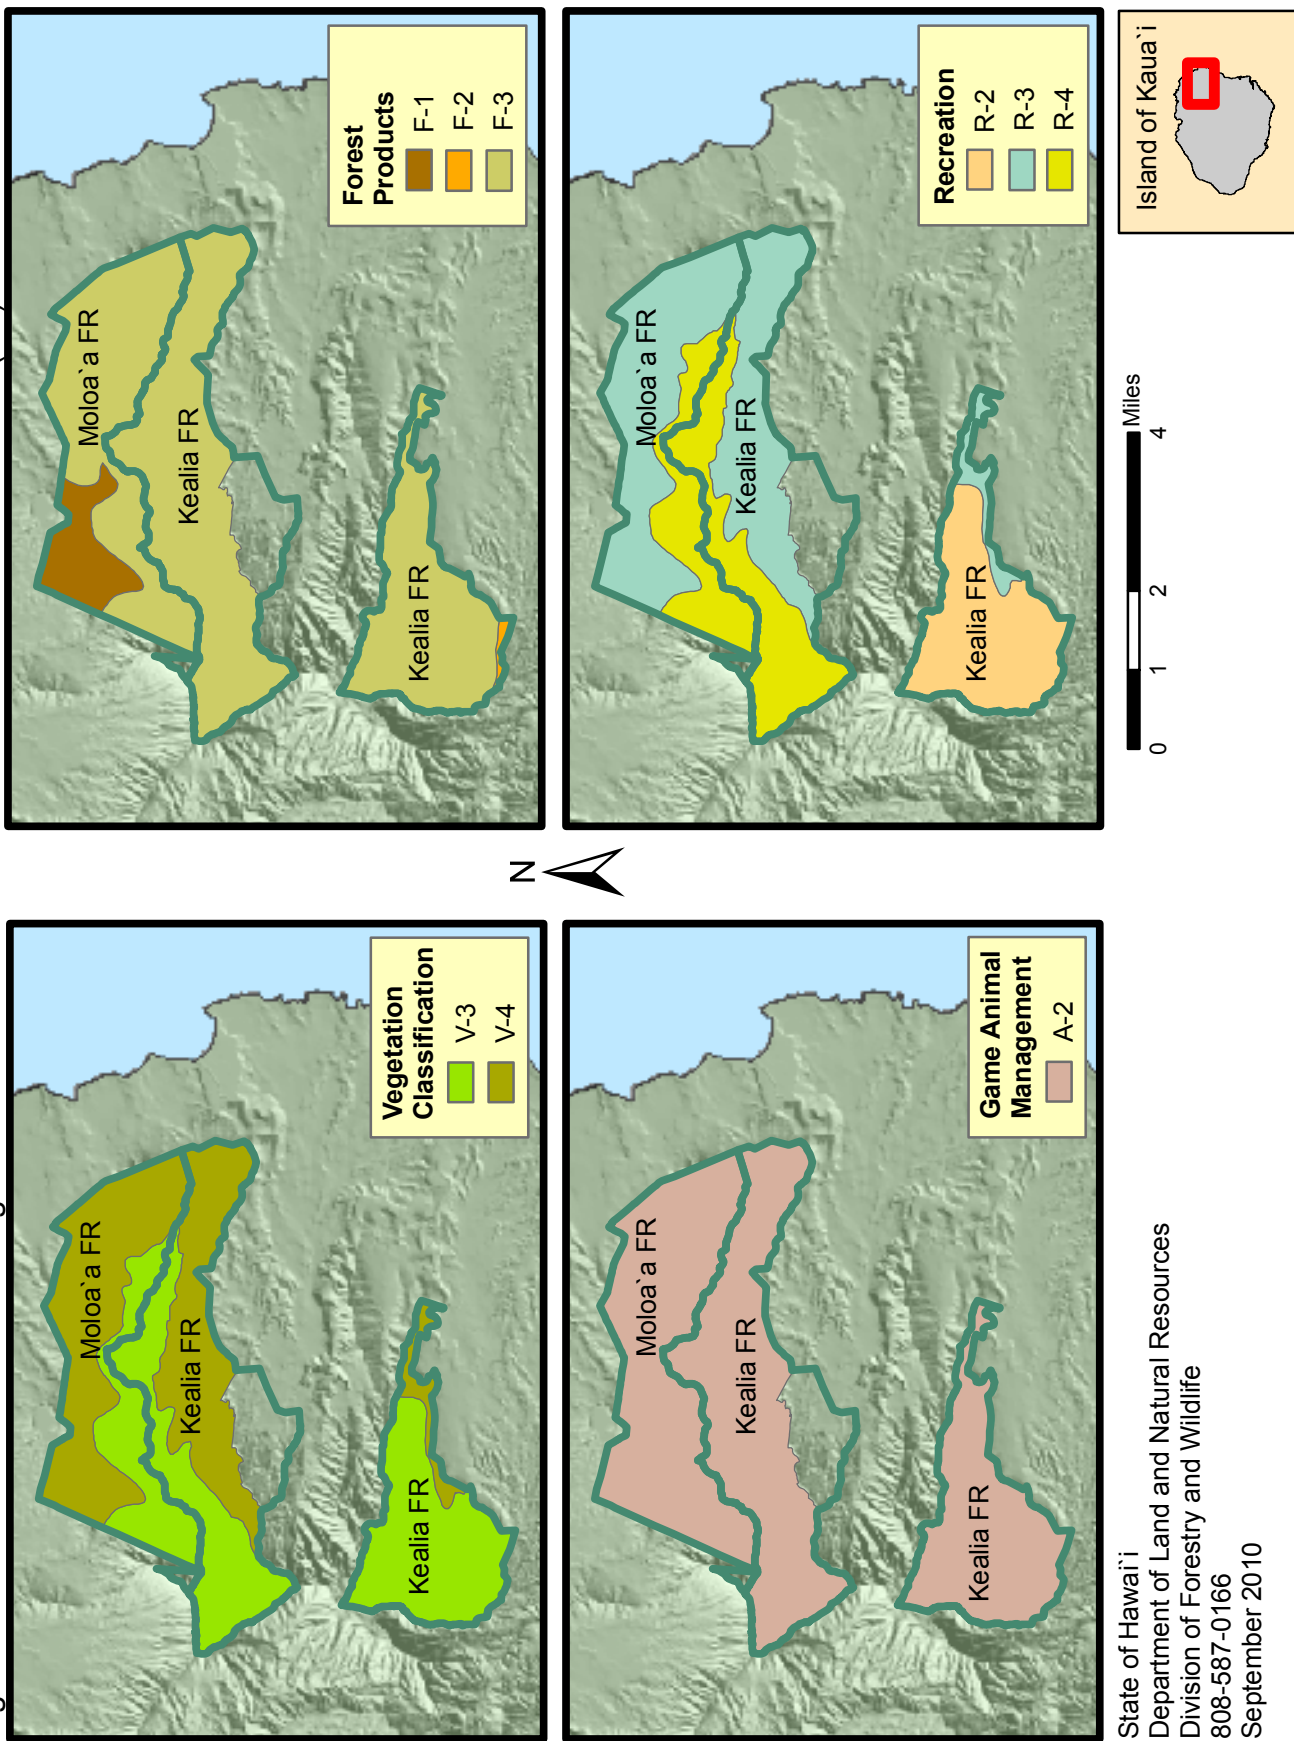 Vegetation
Classification
V-3
V-4
Moloa`a FR
Kealia FR
Kealia FR
Forest
Products
F-1
F-2
F-3
Moloa`a FR
Kealia FR
Kealia FR
N
Game Animal
Management
A-2
Moloa`a FR
Kealia FR
Kealia FR
Recreation
R-2
R-3
R-4
Moloa`a FR
Kealia FR
Kealia FR
State of Hawai`i
Department of Land and Natural Resources
Division of Forestry and Wildlife
808-587-0166
September 2010
0 1 2 4
Miles
Island of Kaua`i